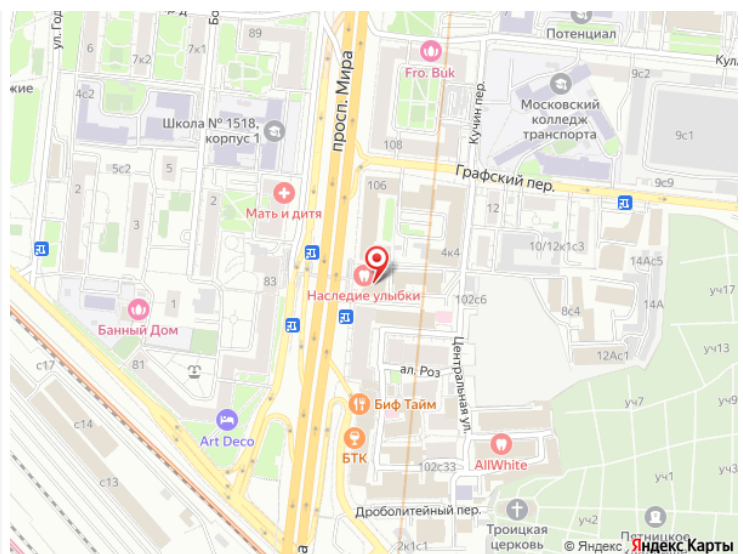 ул. Год
86
7к2
7к1
Потенциал
Fro. Buk
Кула
9с2
жие
4с2
Школа № 1518,
корпус 1
просп. Мира
Кучин пер.
Московский
колледж
транспорта
9с1
108
5с2
3
2
Мать и дитя
106
Графский пер.
9с9
12
4к4
10/12к1с3
14Ас5
83
Наследие улыбки
102с6
14А
уч17
1
Банный Дом
8с4
с17
81
12Ас1
уч13
ал. Роз
Центральная ул.
уч7
уч9
с14
Art Deco
Биф Тайм
БТК
AllWhite
102с33
с13
уч1
Дроболитейный пер.
Троицкая
церковь
уч2
Пятницкое
2к1с1
© Яндекс Яндекс Карты